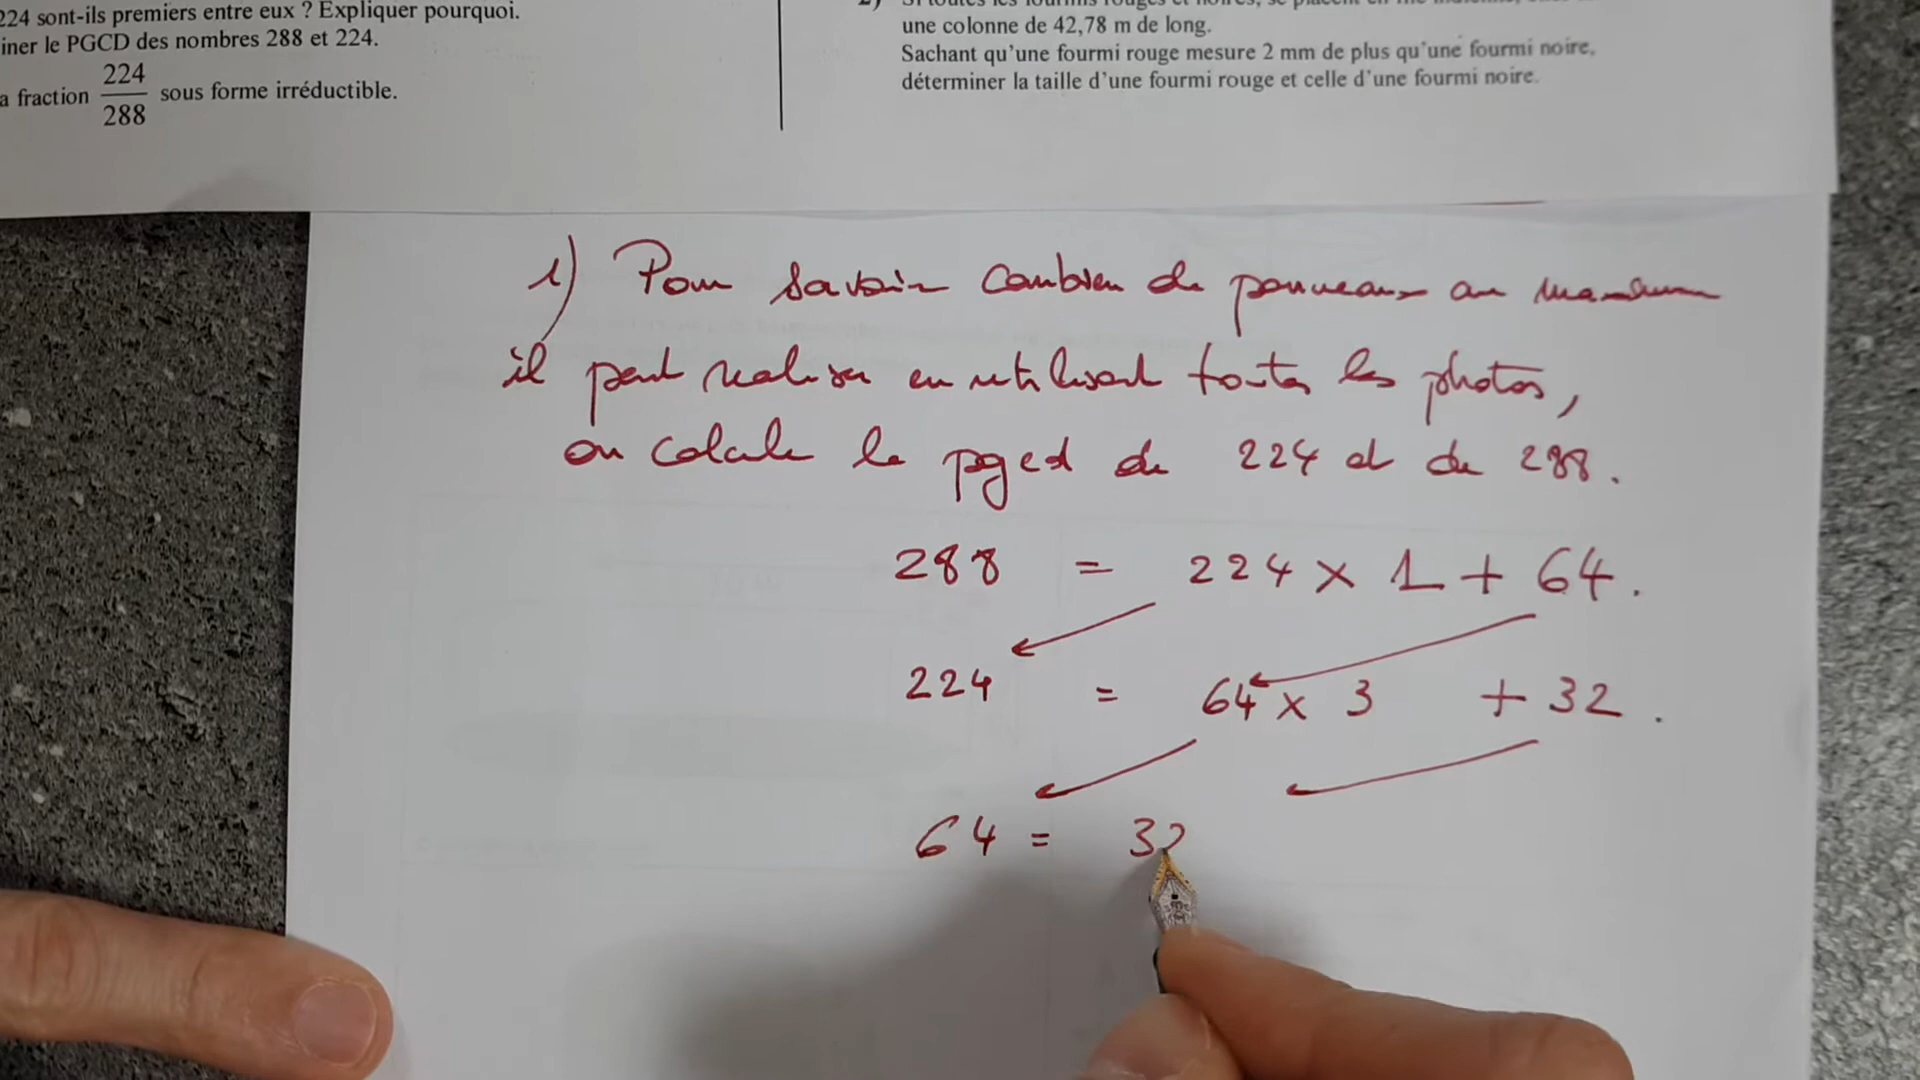 224 sont-ils premiers entre eux ? Expliquer pourquoi.
iner le PGCD des nombres 288 et 224.
a fraction 224/288 sous forme irréductible.
une colonne de 42,78 m de long.
Sachant qu'une fourmi rouge mesure 2 mm de plus qu'une fourmi noire,
déterminer la taille d'une fourmi rouge et celle d'une fourmi noire.
1) Pour savoir combien de panneaux au maximum
il peut réaliser en utilisant toutes les photos,
on calcule le pgcd de 224 et de 288.
288 = 224 x 1 + 64.
224 = 64 x 3 + 32.
64 = 32